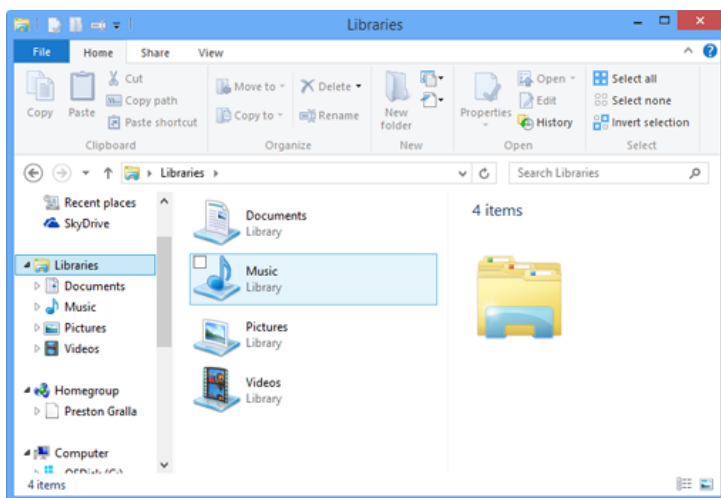 Libraries
File Home Share View
Copy
Paste
Cut
Copy path
Paste shortcut
Clipboard
Move to
Copy to
Delete
Rename
Organize
New
folder
New
Properties
Open
Edit
History
Open
Select all
Select none
Invert selection
Select
Libraries
Search Libraries
Recent places
SkyDrive
Libraries
Documents
Music
Pictures
Videos
Homegroup
Preston Gralla
Computer
OSDisk (C:)
Documents
Library
Music
Library
Pictures
Library
Videos
Library
4 items
4 items